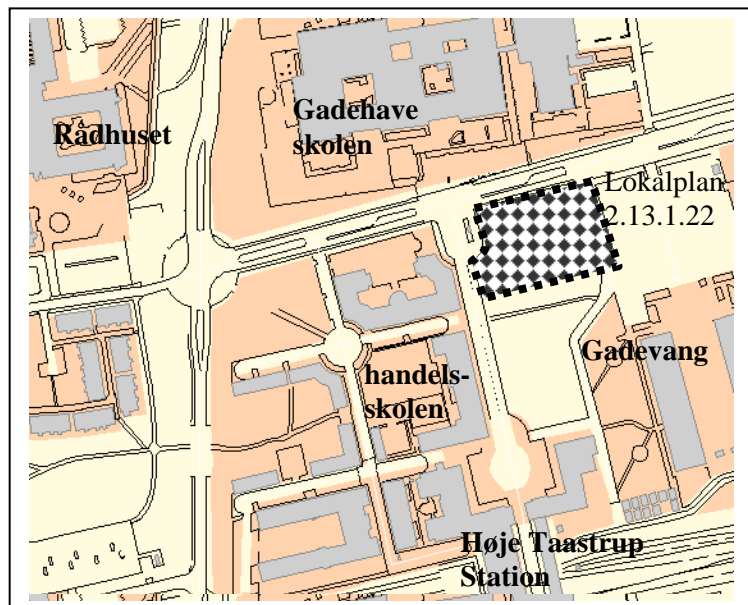 Gadehave
skolen
Rådhuset
Lokalplan
2.13.1.22
Gadevang
handels-
skolen
Høje Taastrup
Station